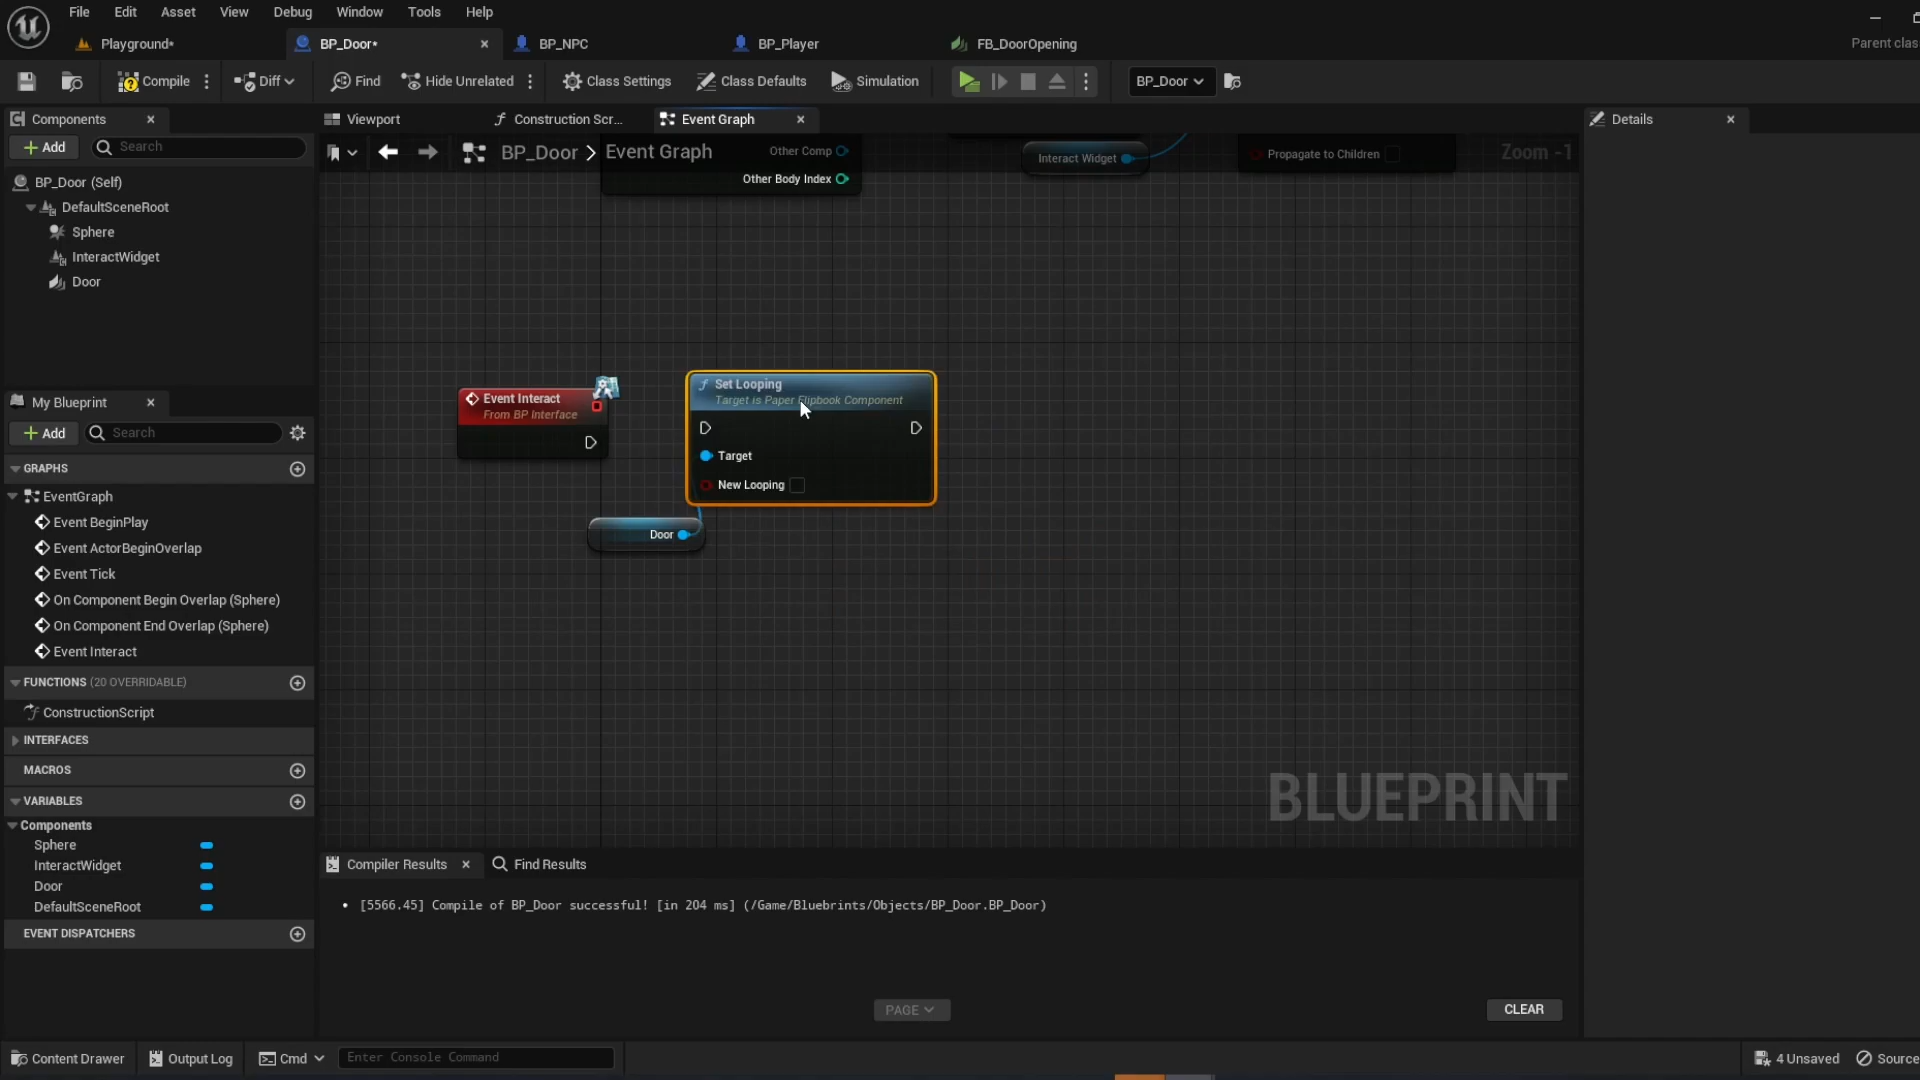 File Edit Asset View Debug Window Tools Help
Playground* BP_Door* BP_NPC BP_Player FB_DoorOpening Parent clas
Compile Diff Find Hide Unrelated Class Settings Class Defaults Simulation BP_Door
Components Viewport Construction Scr... Event Graph Details
Add Search BP_Door Event Graph Zoom -1
Other Comp
Other Body Index
Interact Widget
Propagate to Children
BP_Door (Self)
DefaultSceneRoot
Sphere
InteractWidget
Door
Event Interact
From BP Interface
Set Looping
Target is Paper Flipbook Component
Target
New Looping
Door
My Blueprint
Add Search
GRAPHS
EventGraph
Event BeginPlay
Event ActorBeginOverlap
Event Tick
On Component Begin Overlap (Sphere)
On Component End Overlap (Sphere)
Event Interact
FUNCTIONS (20 OVERRIDABLE)
ConstructionScript
INTERFACES
MACROS
VARIABLES
Components
Sphere
InteractWidget
Door
DefaultSceneRoot
EVENT DISPATCHERS
BLUEPRINT
Compiler Results Find Results
• [5566.45] Compile of BP_Door successful! [in 204 ms] (/Game/Bluebrints/Objects/BP_Door.BP_Door)
PAGE CLEAR
Content Drawer Output Log Cmd Enter Console Command 4 Unsaved Source